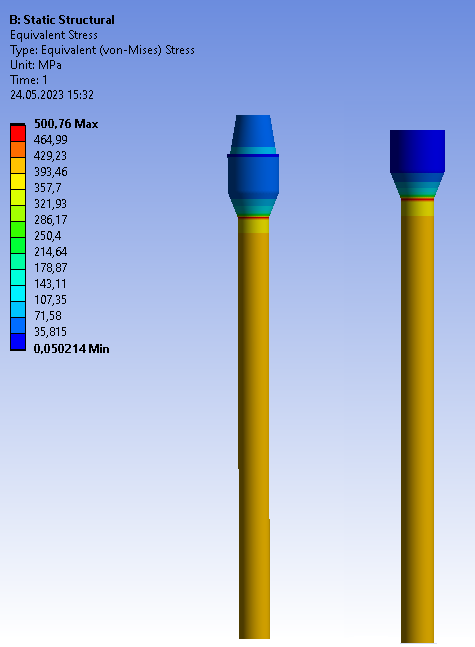 B: Static Structural
Equivalent Stress
Type: Equivalent (von-Mises) Stress
Unit: MPa
Time: 1
24.05.2023 15:32
500,76 Max
464,99
429,23
393,46
357,7
321,93
286,17
250,4
214,64
178,87
143,11
107,35
71,58
35,815
0,050214 Min